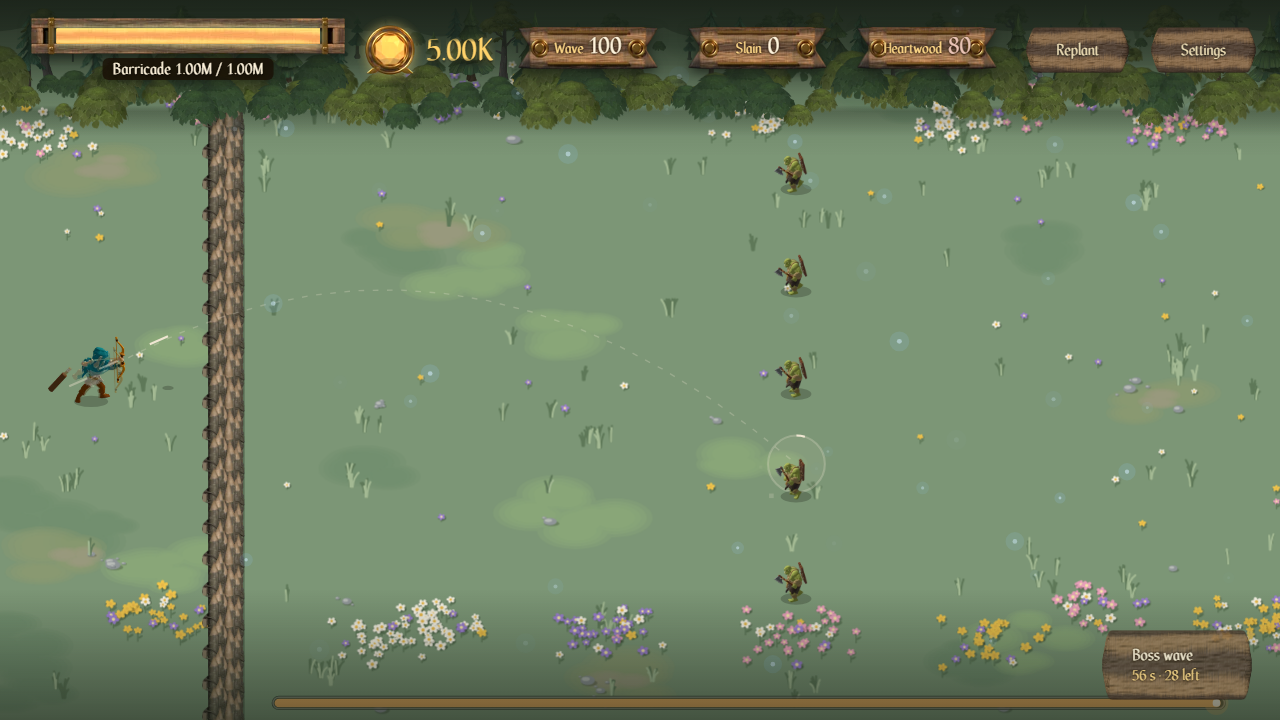 Barricade 1.00M / 1.00M
5.00K
Wave 100
Slain 0
Heartwood 80
Replant
Settings
Boss wave
56 s · 28 left